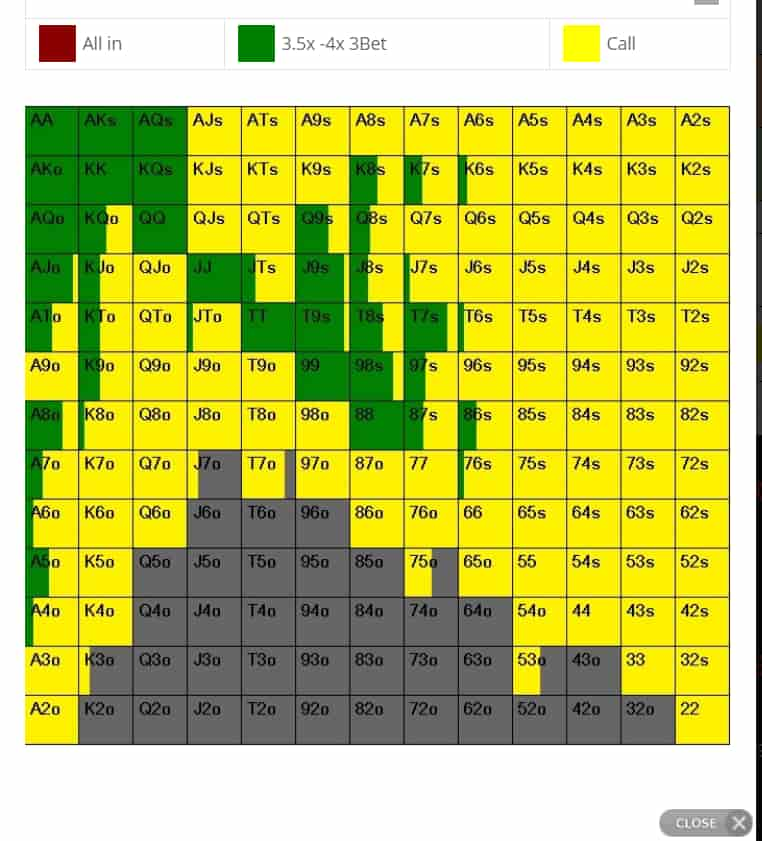 All in 3.5x -4x 3Bet Call
AA AKs AQs AJs ATs A9s A8s A7s A6s A5s A4s A3s A2s
AKo KK KQs KJs KTs K9s K8s K7s K6s K5s K4s K3s K2s
AQo KQo QQ QJs QTs Q9s Q8s Q7s Q6s Q5s Q4s Q3s Q2s
AJo KJo QJo JJ JTs J9s J8s J7s J6s J5s J4s J3s J2s
ATo KTo QTo JTo TT T9s T8s T7s T6s T5s T4s T3s T2s
A9o K9o Q9o J9o T9o 99 98s 97s 96s 95s 94s 93s 92s
A8o K8o Q8o J8o T8o 98o 88 87s 86s 85s 84s 83s 82s
A7o K7o Q7o J7o T7o 97o 87o 77 76s 75s 74s 73s 72s
A6o K6o Q6o J6o T6o 96o 86o 76o 66 65s 64s 63s 62s
A5o K5o Q5o J5o T5o 95o 85o 75o 65o 55 54s 53s 52s
A4o K4o Q4o J4o T4o 94o 84o 74o 64o 54o 44 43s 42s
A3o K3o Q3o J3o T3o 93o 83o 73o 63o 53o 43o 33 32s
A2o K2o Q2o J2o T2o 92o 82o 72o 62o 52o 42o 32o 22
CLOSE